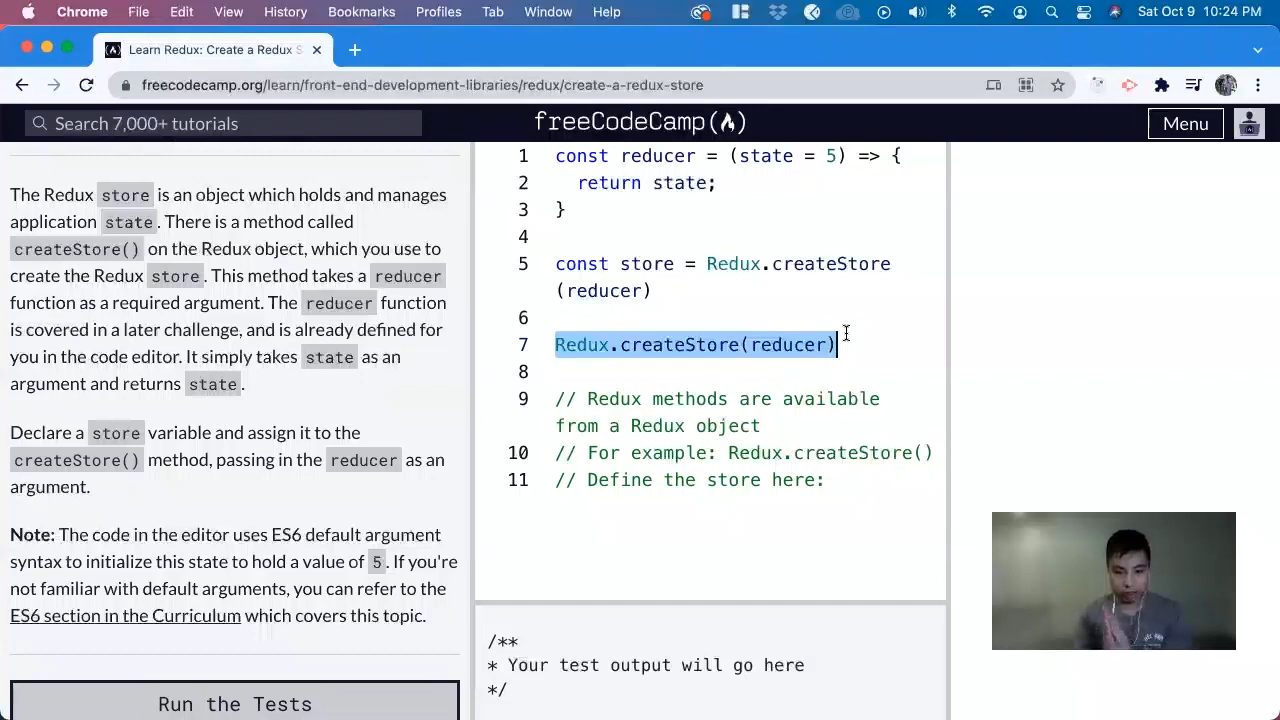 Chrome File Edit View History Bookmarks Profiles Tab Window Help Sat Oct 9 10:24 PM
Learn Redux: Create a Redux S
freecodecamp.org/learn/front-end-development-libraries/redux/create-a-redux-store
Search 7,000+ tutorials
freeCodeCamp
Menu
The Redux store is an object which holds and manages
application state. There is a method called
createStore() on the Redux object, which you use to
create the Redux store. This method takes a reducer
function as a required argument. The reducer function
is covered in a later challenge, and is already defined for
you in the code editor. It simply takes state as an
argument and returns state.
Declare a store variable and assign it to the
createStore() method, passing in the reducer as an
argument.
Note: The code in the editor uses ES6 default argument
syntax to initialize this state to hold a value of 5. If you're
not familiar with default arguments, you can refer to the
ES6 section in the Curriculum which covers this topic.
Run the Tests
1 const reducer = (state = 5) => {
2 return state;
3 }
4
5 const store = Redux.createStore
(reducer)
6
7 Redux.createStore(reducer)
8
9 // Redux methods are available
from a Redux object
10 // For example: Redux.createStore()
11 // Define the store here:
/**
* Your test output will go here
*/